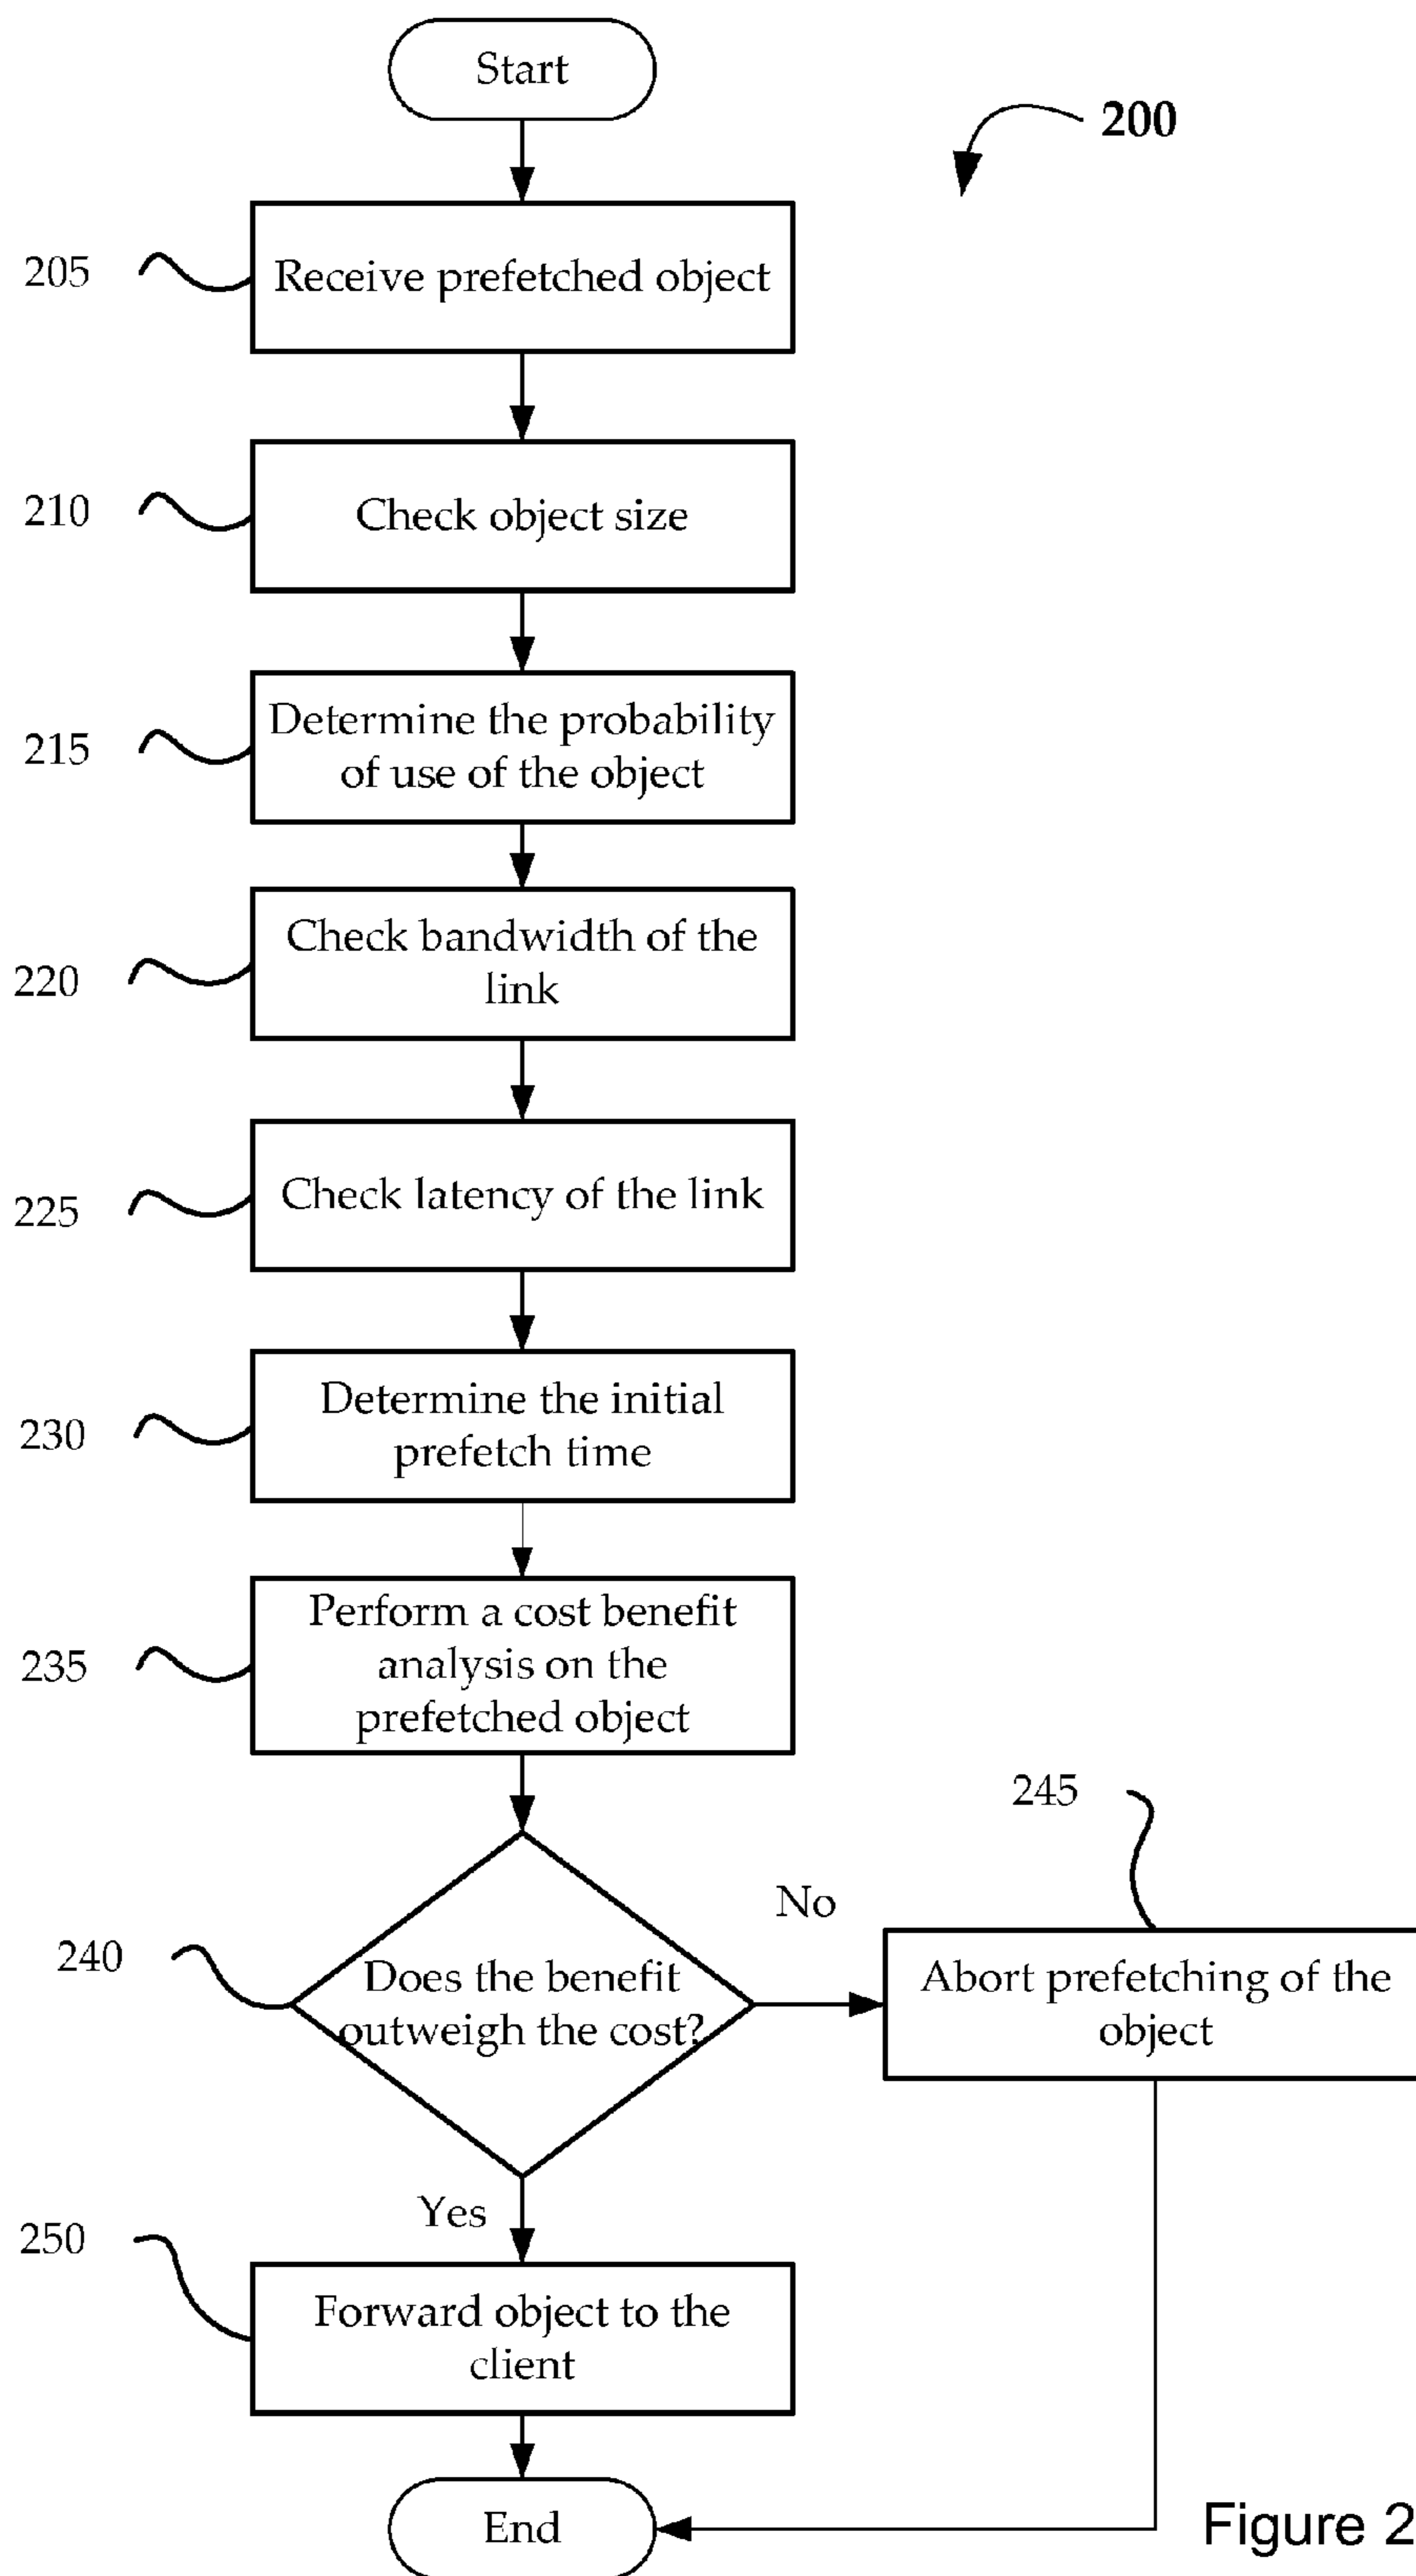 Start
200
205
Receive prefetched object
210
Check object size
215
Determine the probability
of use of the object
220
Check bandwidth of the
link
225
Check latency of the link
230
Determine the initial
prefetch time
235
Perform a cost benefit
analysis on the
prefetched object
240
Does the benefit
outweigh the cost?
No
245
Abort prefetching of the
object
Yes
250
Forward object to the
client
End
Figure 2